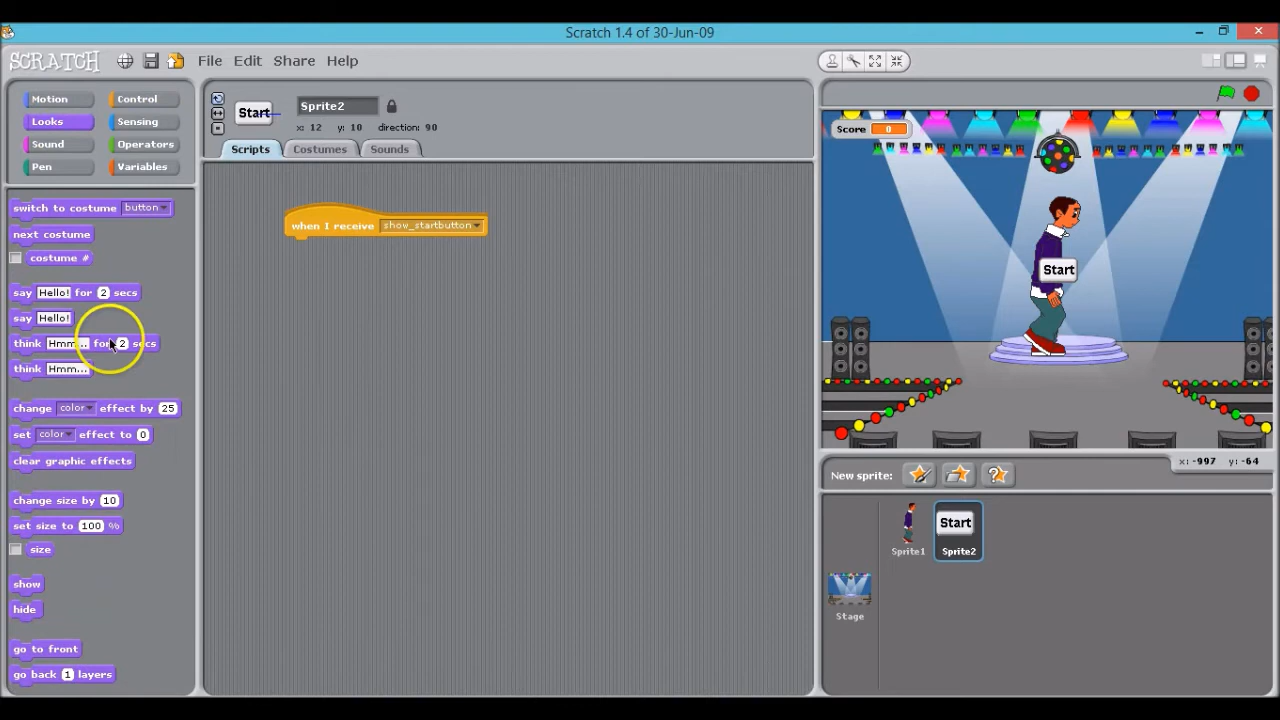 Scratch 1.4 of 30-Jun-09
SCRATCH File Edit Share Help
Motion Control
Looks Sensing
Sound Operators
Pen Variables
switch to costume button
next costume
costume #
say Hello! for 2 secs
say Hello!
think Hmm... for 2 secs
think Hmm...
change color effect by 25
set color effect to 0
clear graphic effects
change size by 10
set size to 100 %
size
show
hide
go to front
go back 1 layers
Start
Sprite2
x: 12 y: 10 direction: 90
Scripts Costumes Sounds
when I receive show_startbutton
Score 0
Start
x: -997 y: -64
New sprite:
Sprite1
Start
Sprite2
Stage